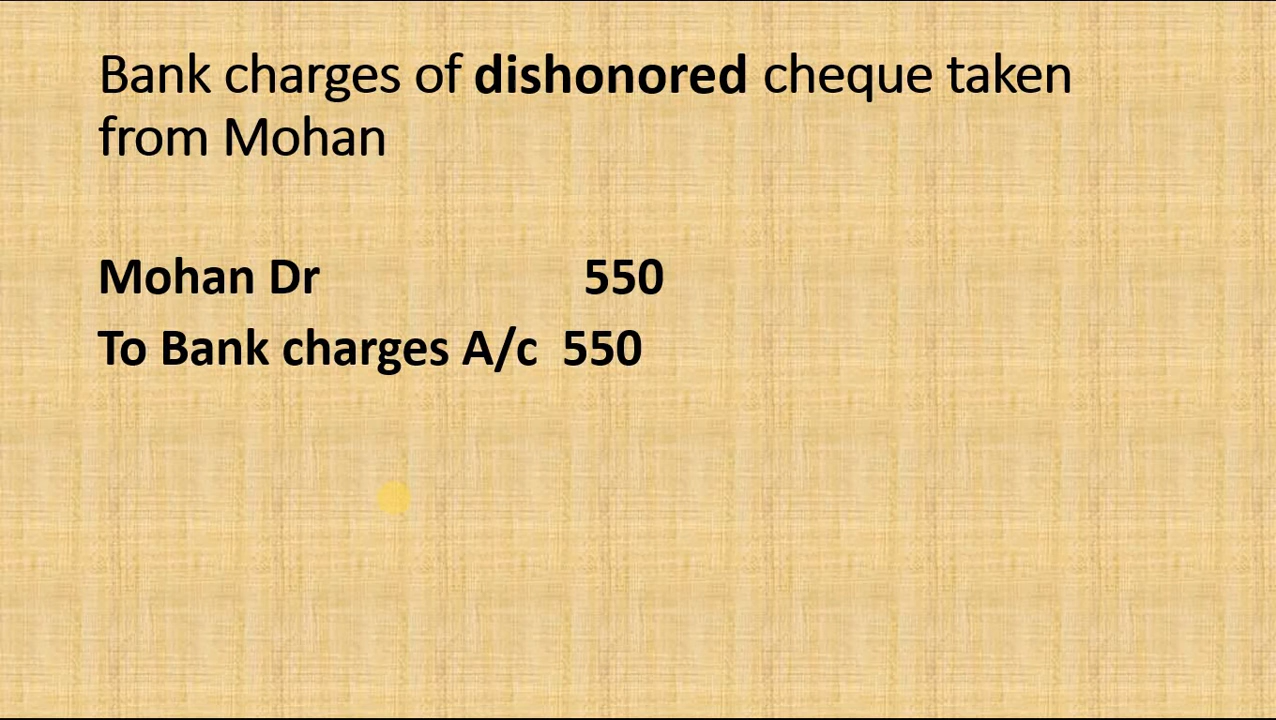 Bank charges of dishonored cheque taken
from Mohan
Mohan Dr 550
To Bank charges A/c 550